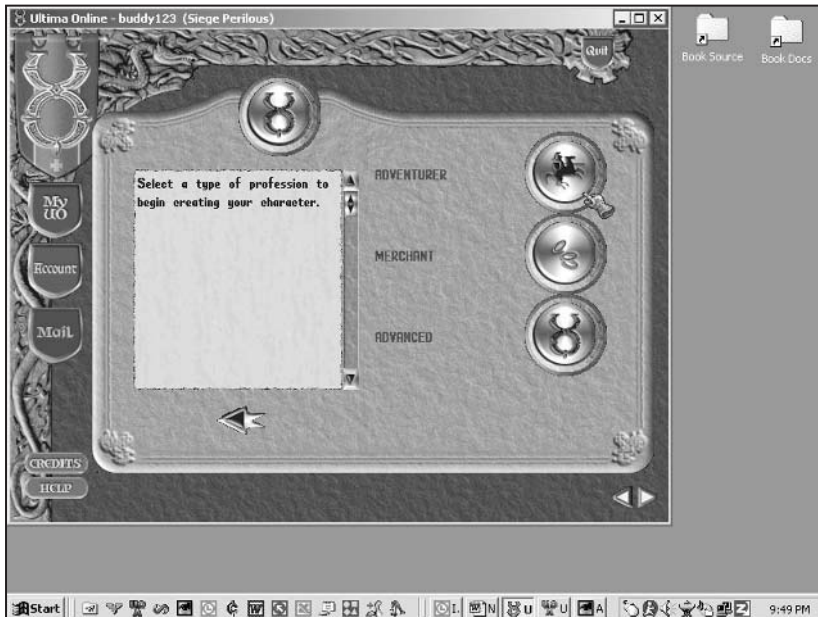 Ultima Online - buddy123 (Siege Perilous)
Quit
Book Source
Book Docs
My
UO
Account
Mail
Select a type of profession to
begin creating your character.
ADVENTURER
MERCHANT
ADVANCED
CREDITS
HELP
Start
I.
N
U
U
A
9:49 PM